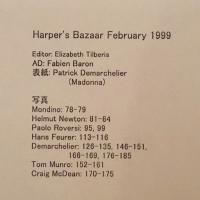 Harper's Bazaar February 1999
Editor: Elizabeth Tilberis
AD: Fabien Baron
表紙: Patrick Demarchelier
(Madonna)
写真
Mondino: 78-79
Helmut Newton: 81-84
Paolo Roversi: 95, 99
Hans Feurer: 113-116
Demarchelier: 126-135, 146-151,
166-169, 176-185
Tom Munro: 152-161
Craig McDean: 170-175